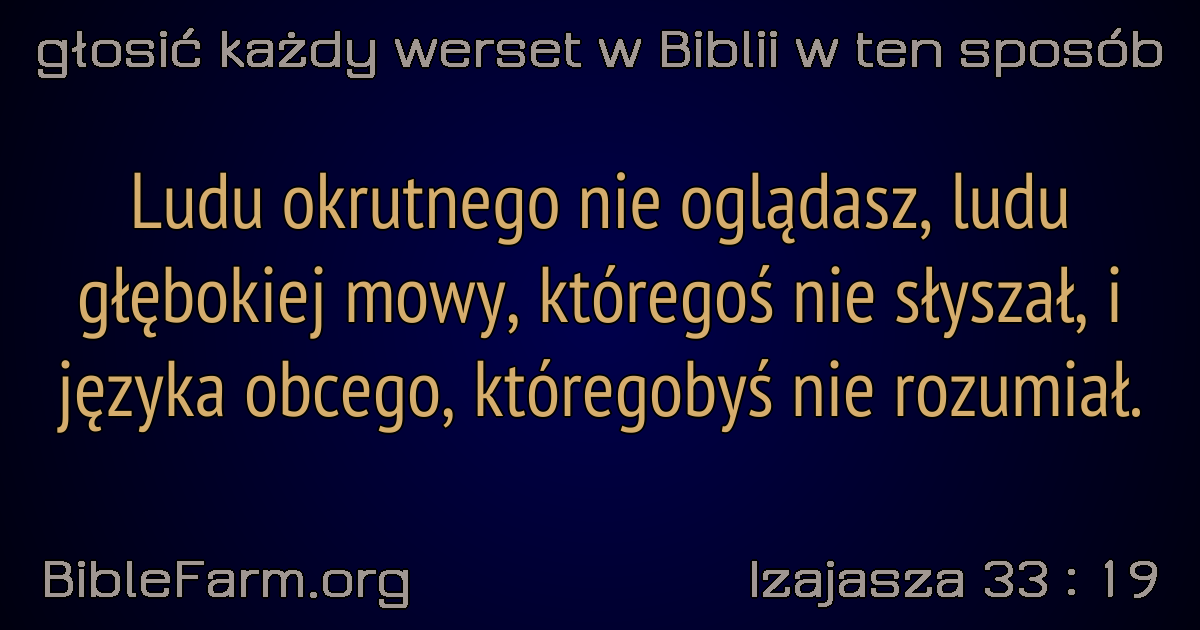 głosić każdy werset w Biblii w ten sposób
Ludu okrutnego nie oglądasz, ludu
głębokiej mowy, któregoś nie słyszał, i
języka obcego, któregobyś nie rozumiał.
BibleFarm.org
Izajasza 33 : 19